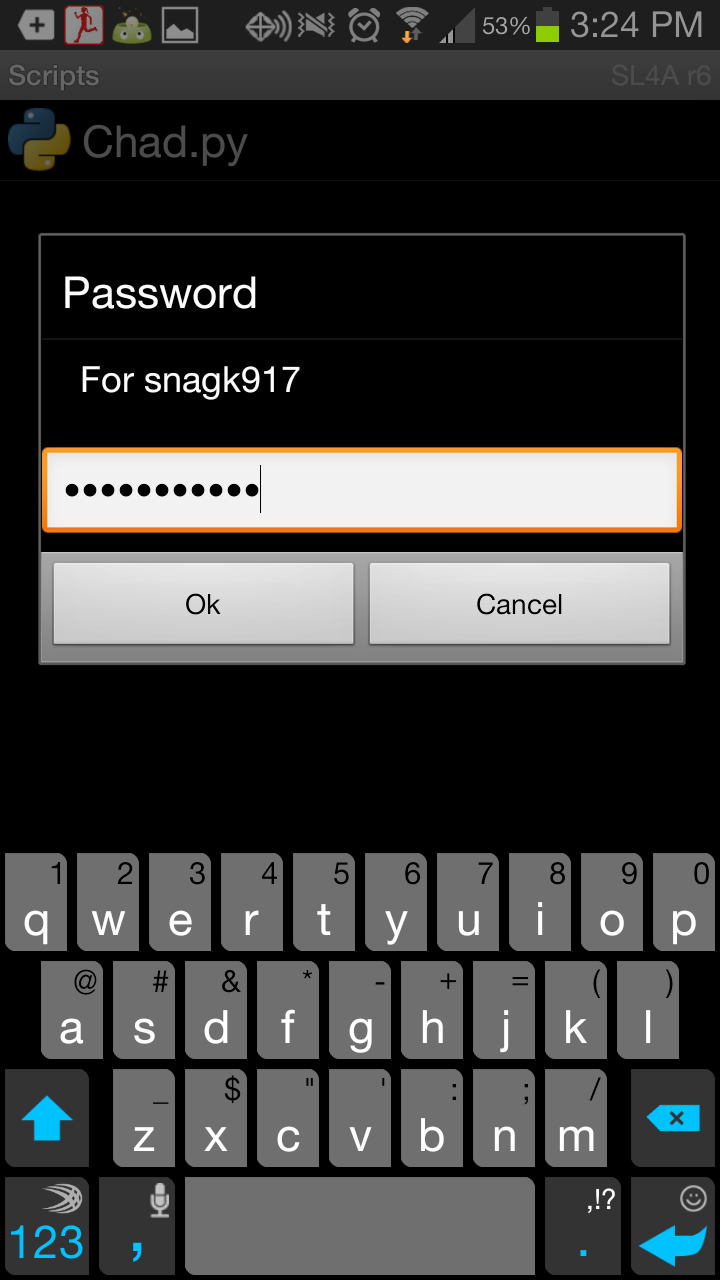 53% 3:24 PM
Scripts SL4A r6
Chad.py
Password
For snagk917
•••••••••••
Ok Cancel
1 2 3 4 5 6 7 8 9 0
q w e r t y u i o p
@ # & * - + = ( )
a s d f g h j k l
_ $ " ' : ; /
z x c v b n m
,!?
123 , .